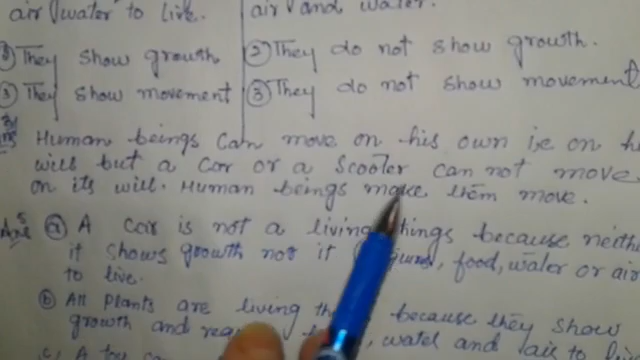 air/water to live. air and water.
② They show growth ② They do not show growth.
③ They show movement ③ They do not show movement
Human beings can move on his own i.e on
will but a Car or a Scooter can not move
on its will. Human beings make them move.
Ans ⓐ A car is not a living things because neith
it shows growth nor it food, water or air
to live.
ⓑ All Plants are living because they show
growth and water and air to
A toy